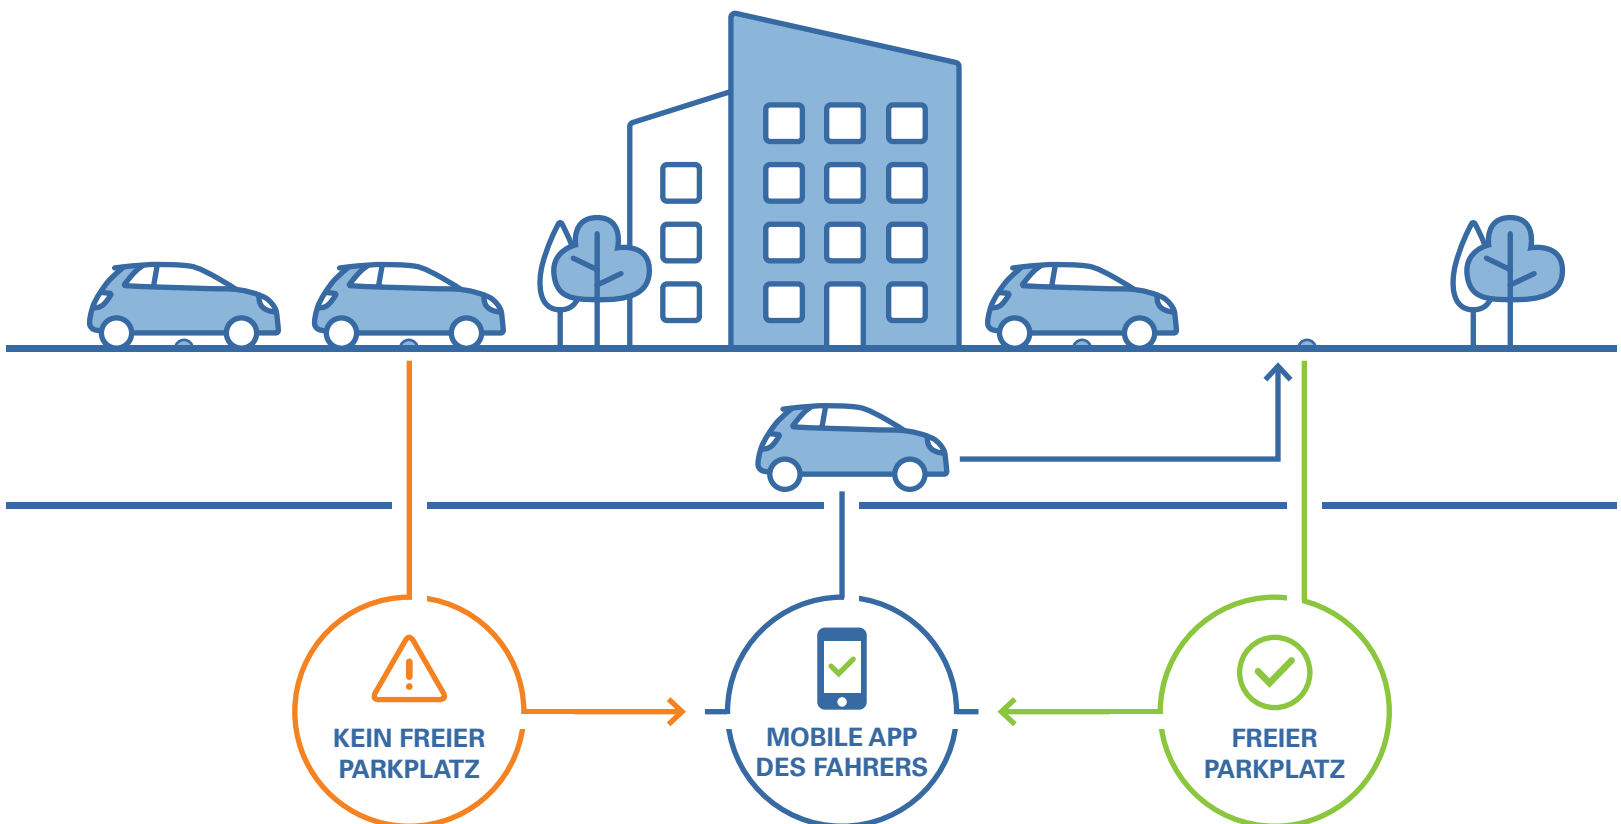 KEIN FREIER
PARKPLATZ
MOBILE APP
DES FAHRERS
FREIER
PARKPLATZ